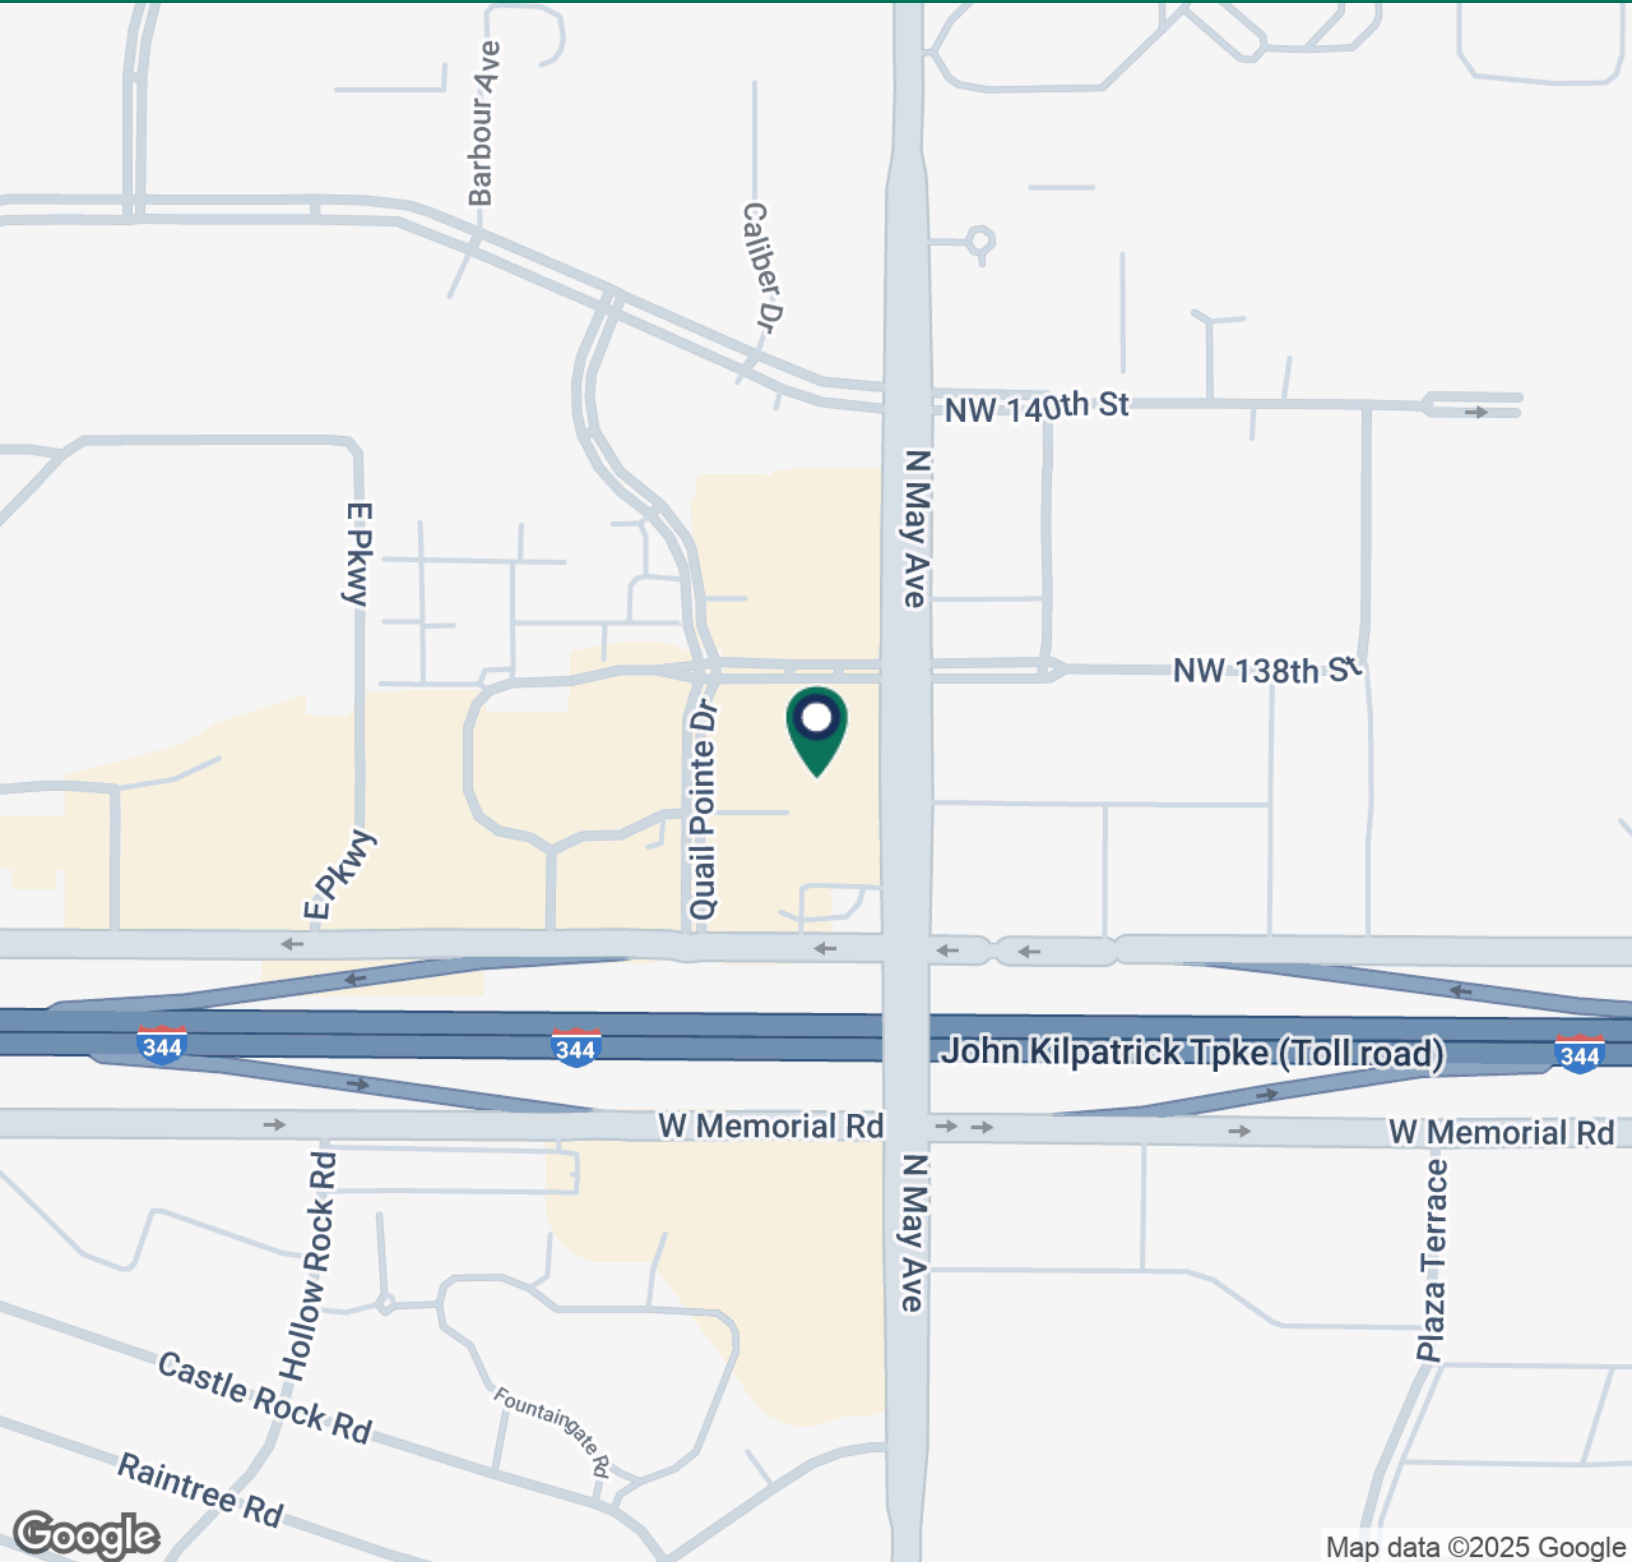 Barbour Ave
Caliber Dr
NW 140th St
N May Ave
E Pkwy
NW 138th St
Quail Pointe Dr
E Pkwy
344
344
John Kilpatrick Tpke (Toll road)
344
W Memorial Rd
W Memorial Rd
Hollow Rock Rd
N May Ave
Plaza Terrace
Castle Rock Rd
Fountaingate Rd
Raintree Rd
Google
Map data ©2025 Google